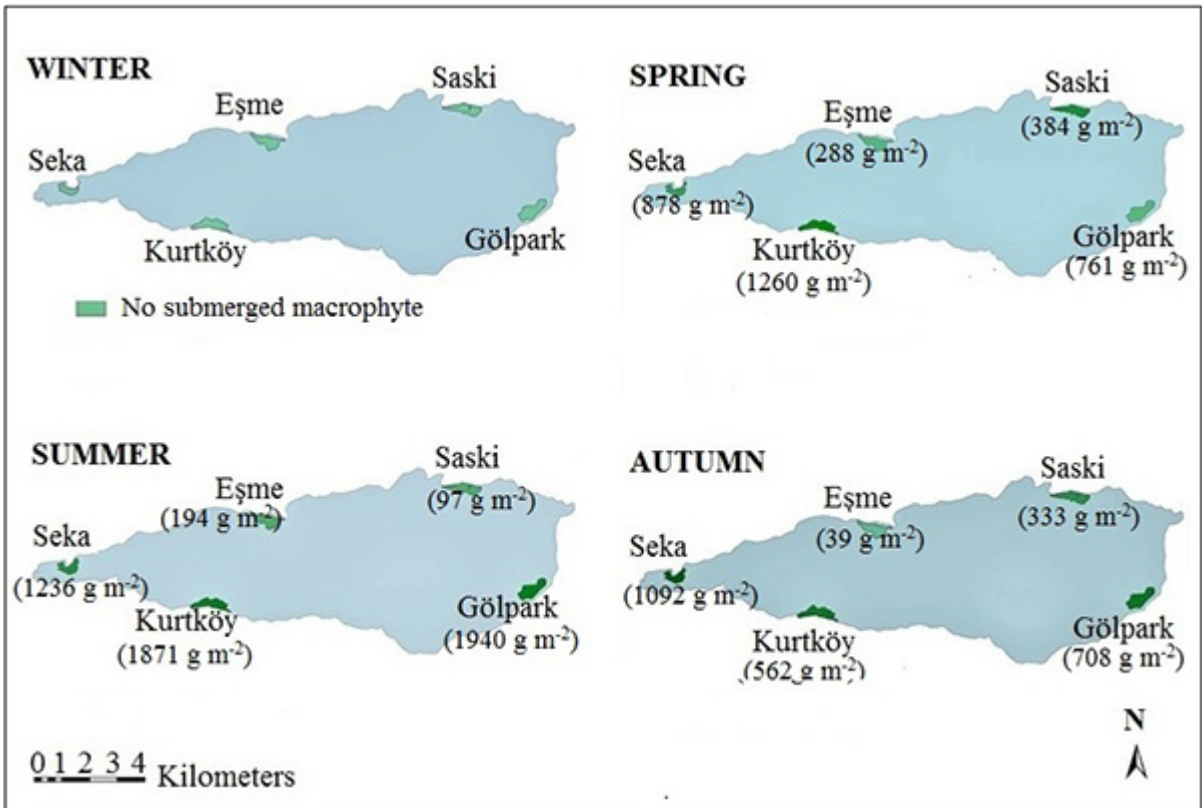 WINTER
Saski
Eşme
Seka
Kurtköy
Gölpark
No submerged macrophyte
SPRING
Saski
(384 g m-2)
Eşme
(288 g m-2)
Seka
(878 g m-2)
Kurtköy
(1260 g m-2)
Gölpark
(761 g m-2)
SUMMER
Saski
(97 g m-2)
Eşme
(194 g m-2)
Seka
(1236 g m-2)
Kurtköy
(1871 g m-2)
Gölpark
(1940 g m-2)
AUTUMN
Saski
(333 g m-2)
Eşme
(39 g m-2)
Seka
(1092 g m-2)
Kurtköy
(562 g m-2)
Gölpark
(708 g m-2)
N
0 1 2 3 4 Kilometers